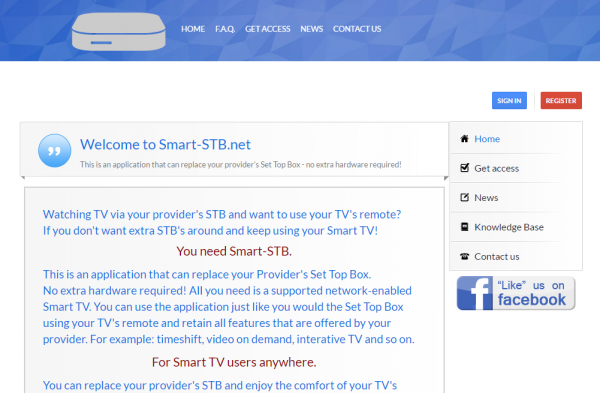 HOME F.A.Q. GET ACCESS NEWS CONTACT US
SIGN IN REGISTER
Welcome to Smart-STB.net
This is an application that can replace your provider's Set Top Box - no extra hardware required!
Watching TV via your provider's STB and want to use your TV's remote?
If you don't want extra STB's around and keep using your Smart TV!
You need Smart-STB.
This is an application that can replace your Provider's Set Top Box.
No extra hardware required! All you need is a supported network-enabled
Smart TV. You can use the application just like you would the Set Top Box
using your TV's remote and retain all features that are offered by your
provider. For example: timeshift, video on demand, interative TV and so on.
For Smart TV users anywhere.
You can replace your provider's STB and enjoy the comfort of your TV's
Home
Get access
News
Knowledge Base
Contact us
"Like" us on
facebook